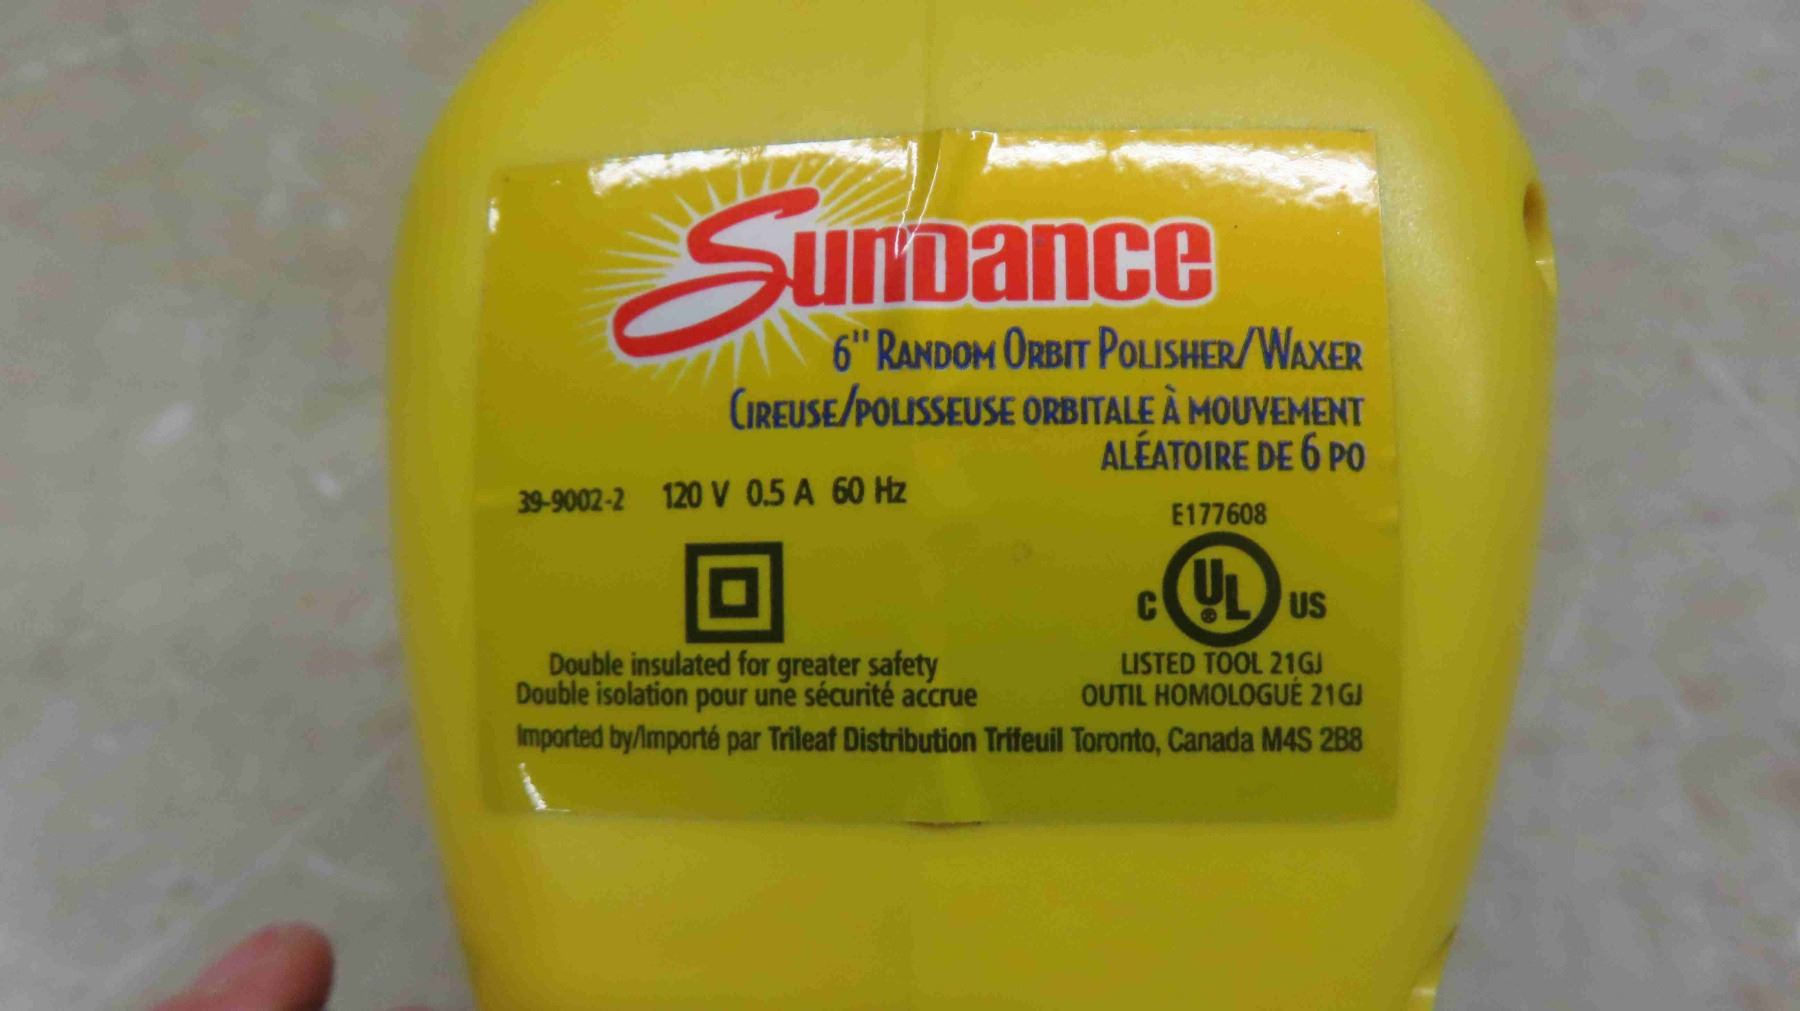 Sundance
6" Random Orbit Polisher/Waxer
Cireuse/polisseuse orbitale à mouvement
aléatoire de 6 po
39-9002-2 120 V 0.5 A 60 Hz
E177608
C UL US
Double insulated for greater safety
Double isolation pour une sécurité accrue
LISTED TOOL 21GJ
OUTIL HOMOLOGUÉ 21GJ
Imported by/Importé par Trileaf Distribution Trifeuil Toronto, Canada M4S 2B8